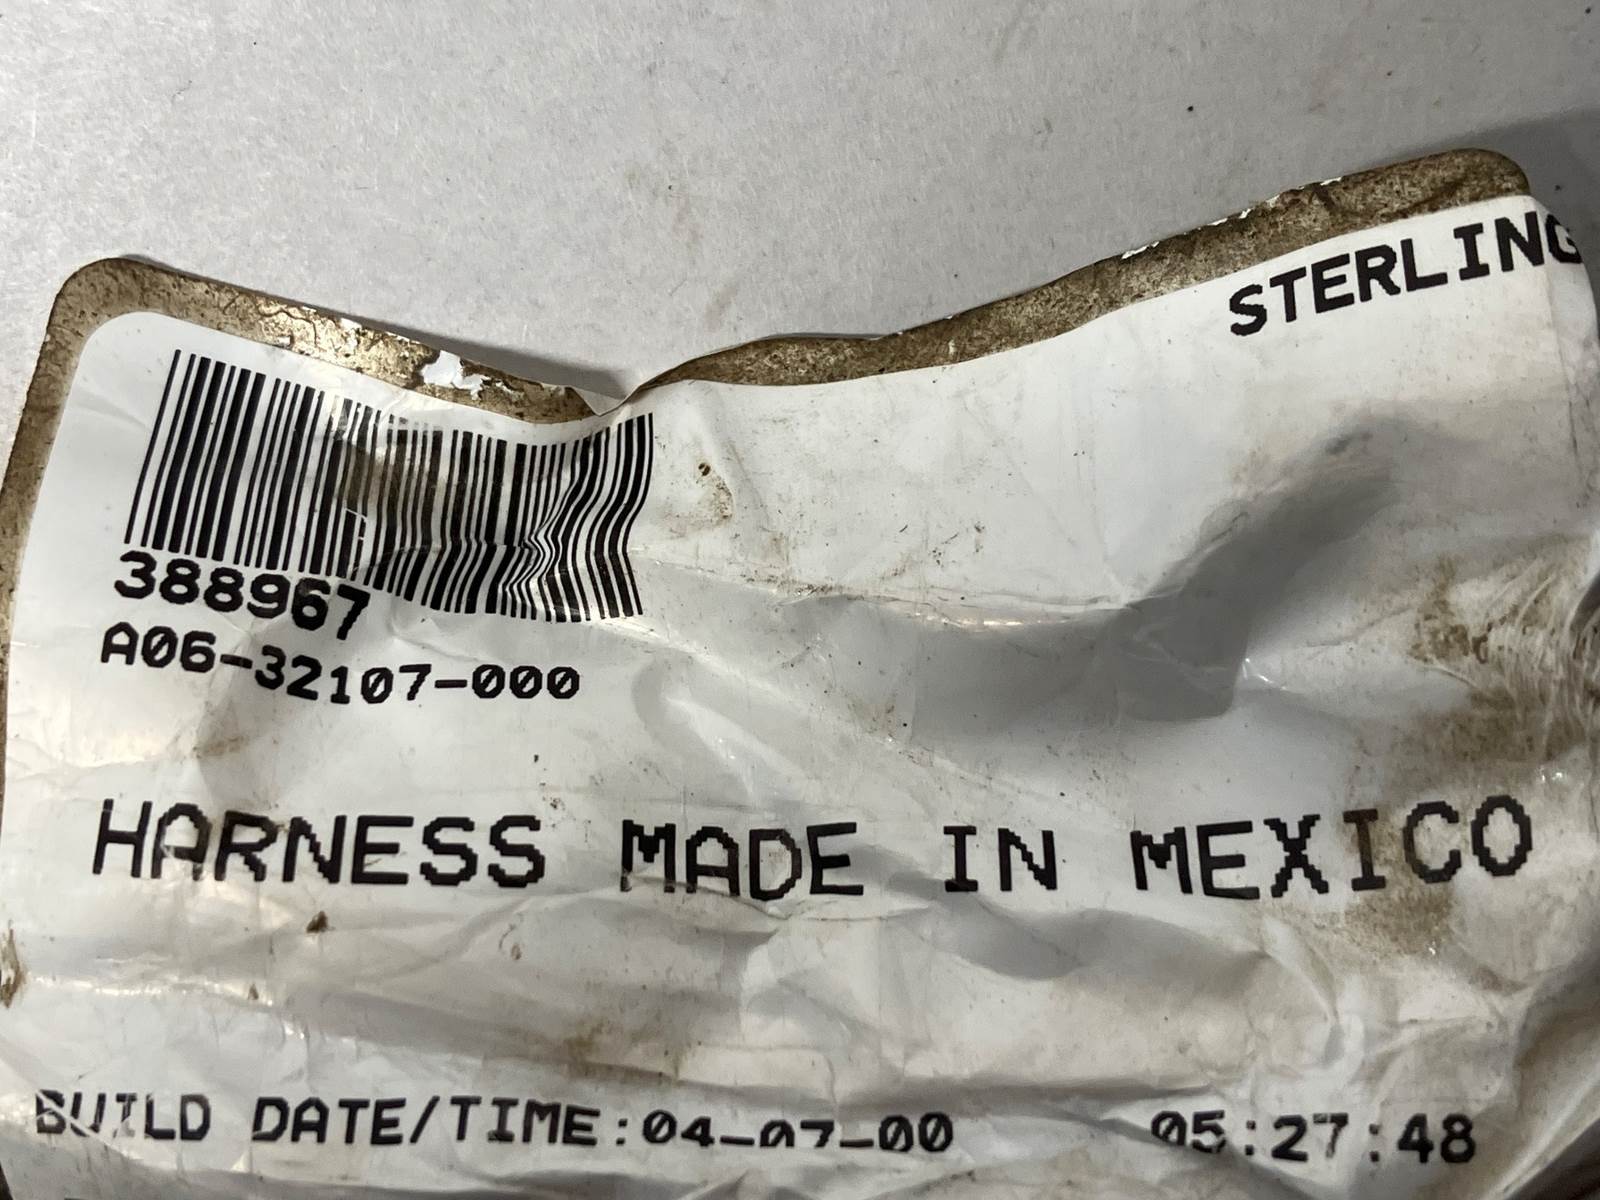 STERLING
388967
A06-32107-000
HARNESS MADE IN MEXICO
BUILD DATE/TIME:04-07-00 05:27:48